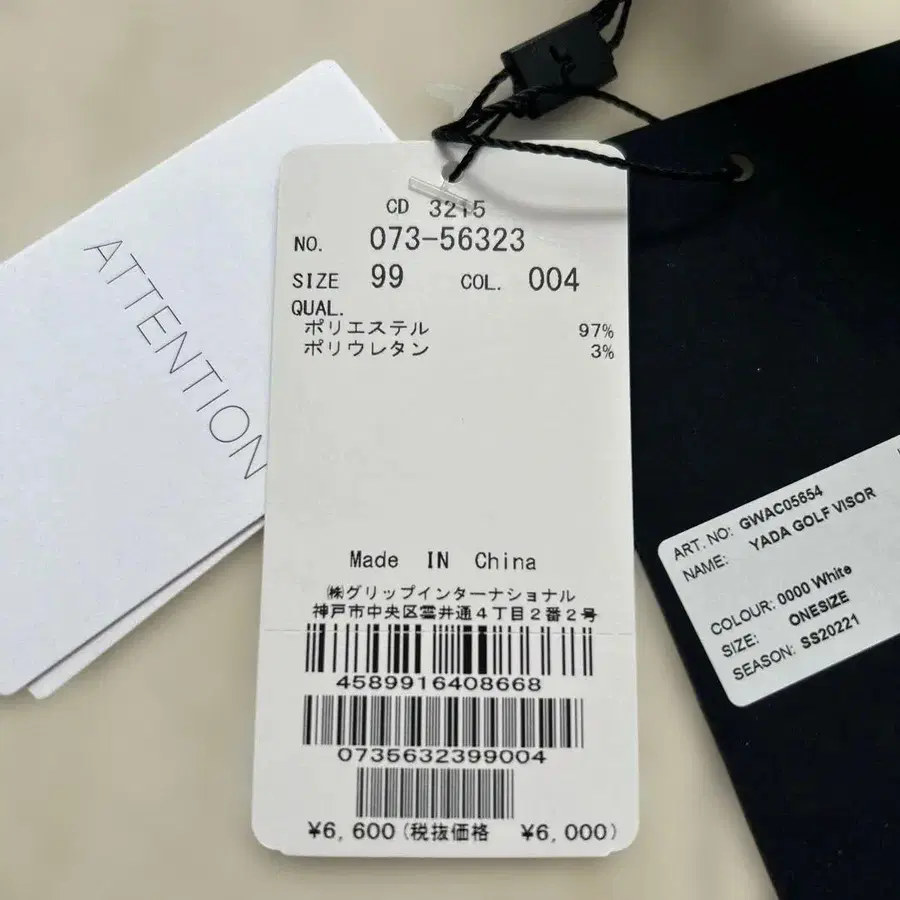 ATTENTION
CD 3215
NO. 073-56323
SIZE 99 COL. 004
QUAL.
ポリエステル 97%
ポリウレタン 3%
Made IN China
㈱グリップインターナショナル
神戸市中央区雲井通4丁目2番2号
4589916408668
0735632399004
¥6,600(税抜価格 ¥6,000)
ART. NO: GWAC05654
NAME: YADA GOLF VISOR
COLOUR: 0000 White
SIZE: ONESIZE
SEASON: SS20221